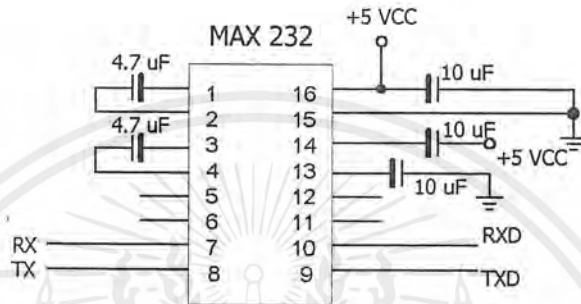 +5 VCC
MAX 232
4.7 uF
10 uF
1
16
2
15
4.7 uF
10 uF
3
14
+5 VCC
4
13
10 uF
5
12
6
11
RX
7
10
RXD
TX
8
9
TXD